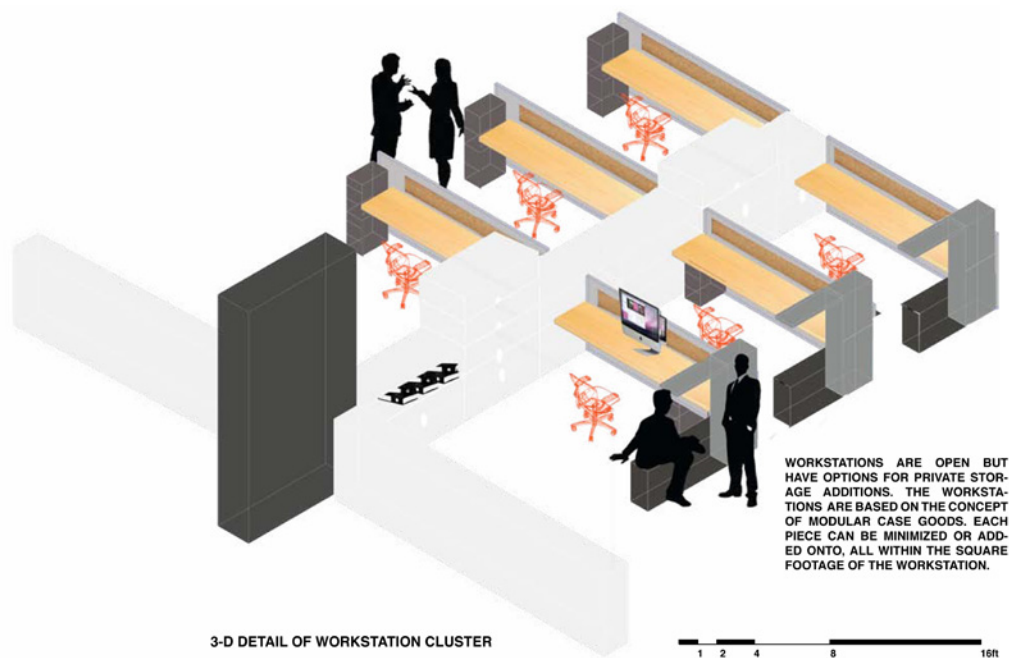 WORKSTATIONS ARE OPEN BUT
HAVE OPTIONS FOR PRIVATE STOR-
AGE ADDITIONS. THE WORKSTA-
TIONS ARE BASED ON THE CONCEPT
OF MODULAR CASE GOODS. EACH
PIECE CAN BE MINIMIZED OR ADD-
ED ONTO, ALL WITHIN THE SQUARE
FOOTAGE OF THE WORKSTATION.
3-D DETAIL OF WORKSTATION CLUSTER
1 2 4 8 16ft